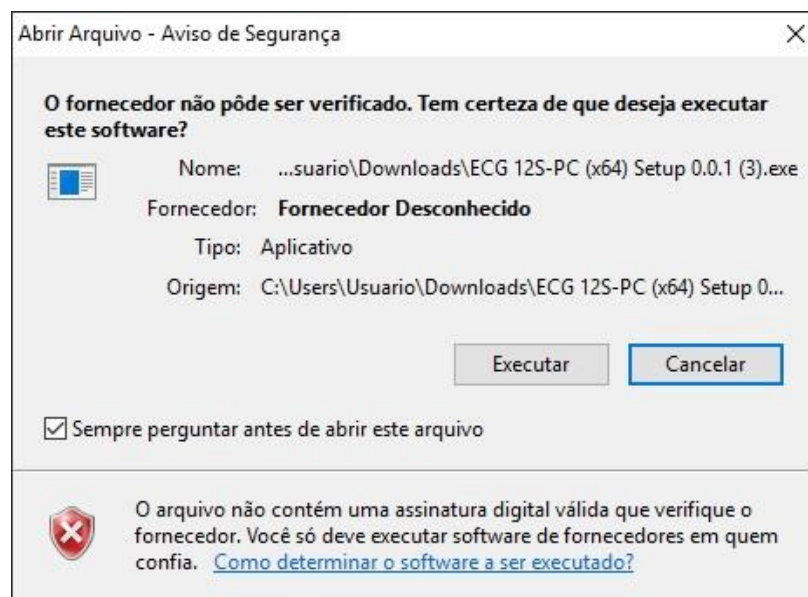 Abrir Arquivo - Aviso de Segurança
O fornecedor não pôde ser verificado. Tem certeza de que deseja executar
este software?
Nome: ...suario\Downloads\ECG 12S-PC (x64) Setup 0.0.1 (3).exe
Fornecedor: Fornecedor Desconhecido
Tipo: Aplicativo
Origem: C:\Users\Usuario\Downloads\ECG 12S-PC (x64) Setup 0...
Executar Cancelar
Sempre perguntar antes de abrir este arquivo
O arquivo não contém uma assinatura digital válida que verifique o
fornecedor. Você só deve executar software de fornecedores em quem
confia. Como determinar o software a ser executado?